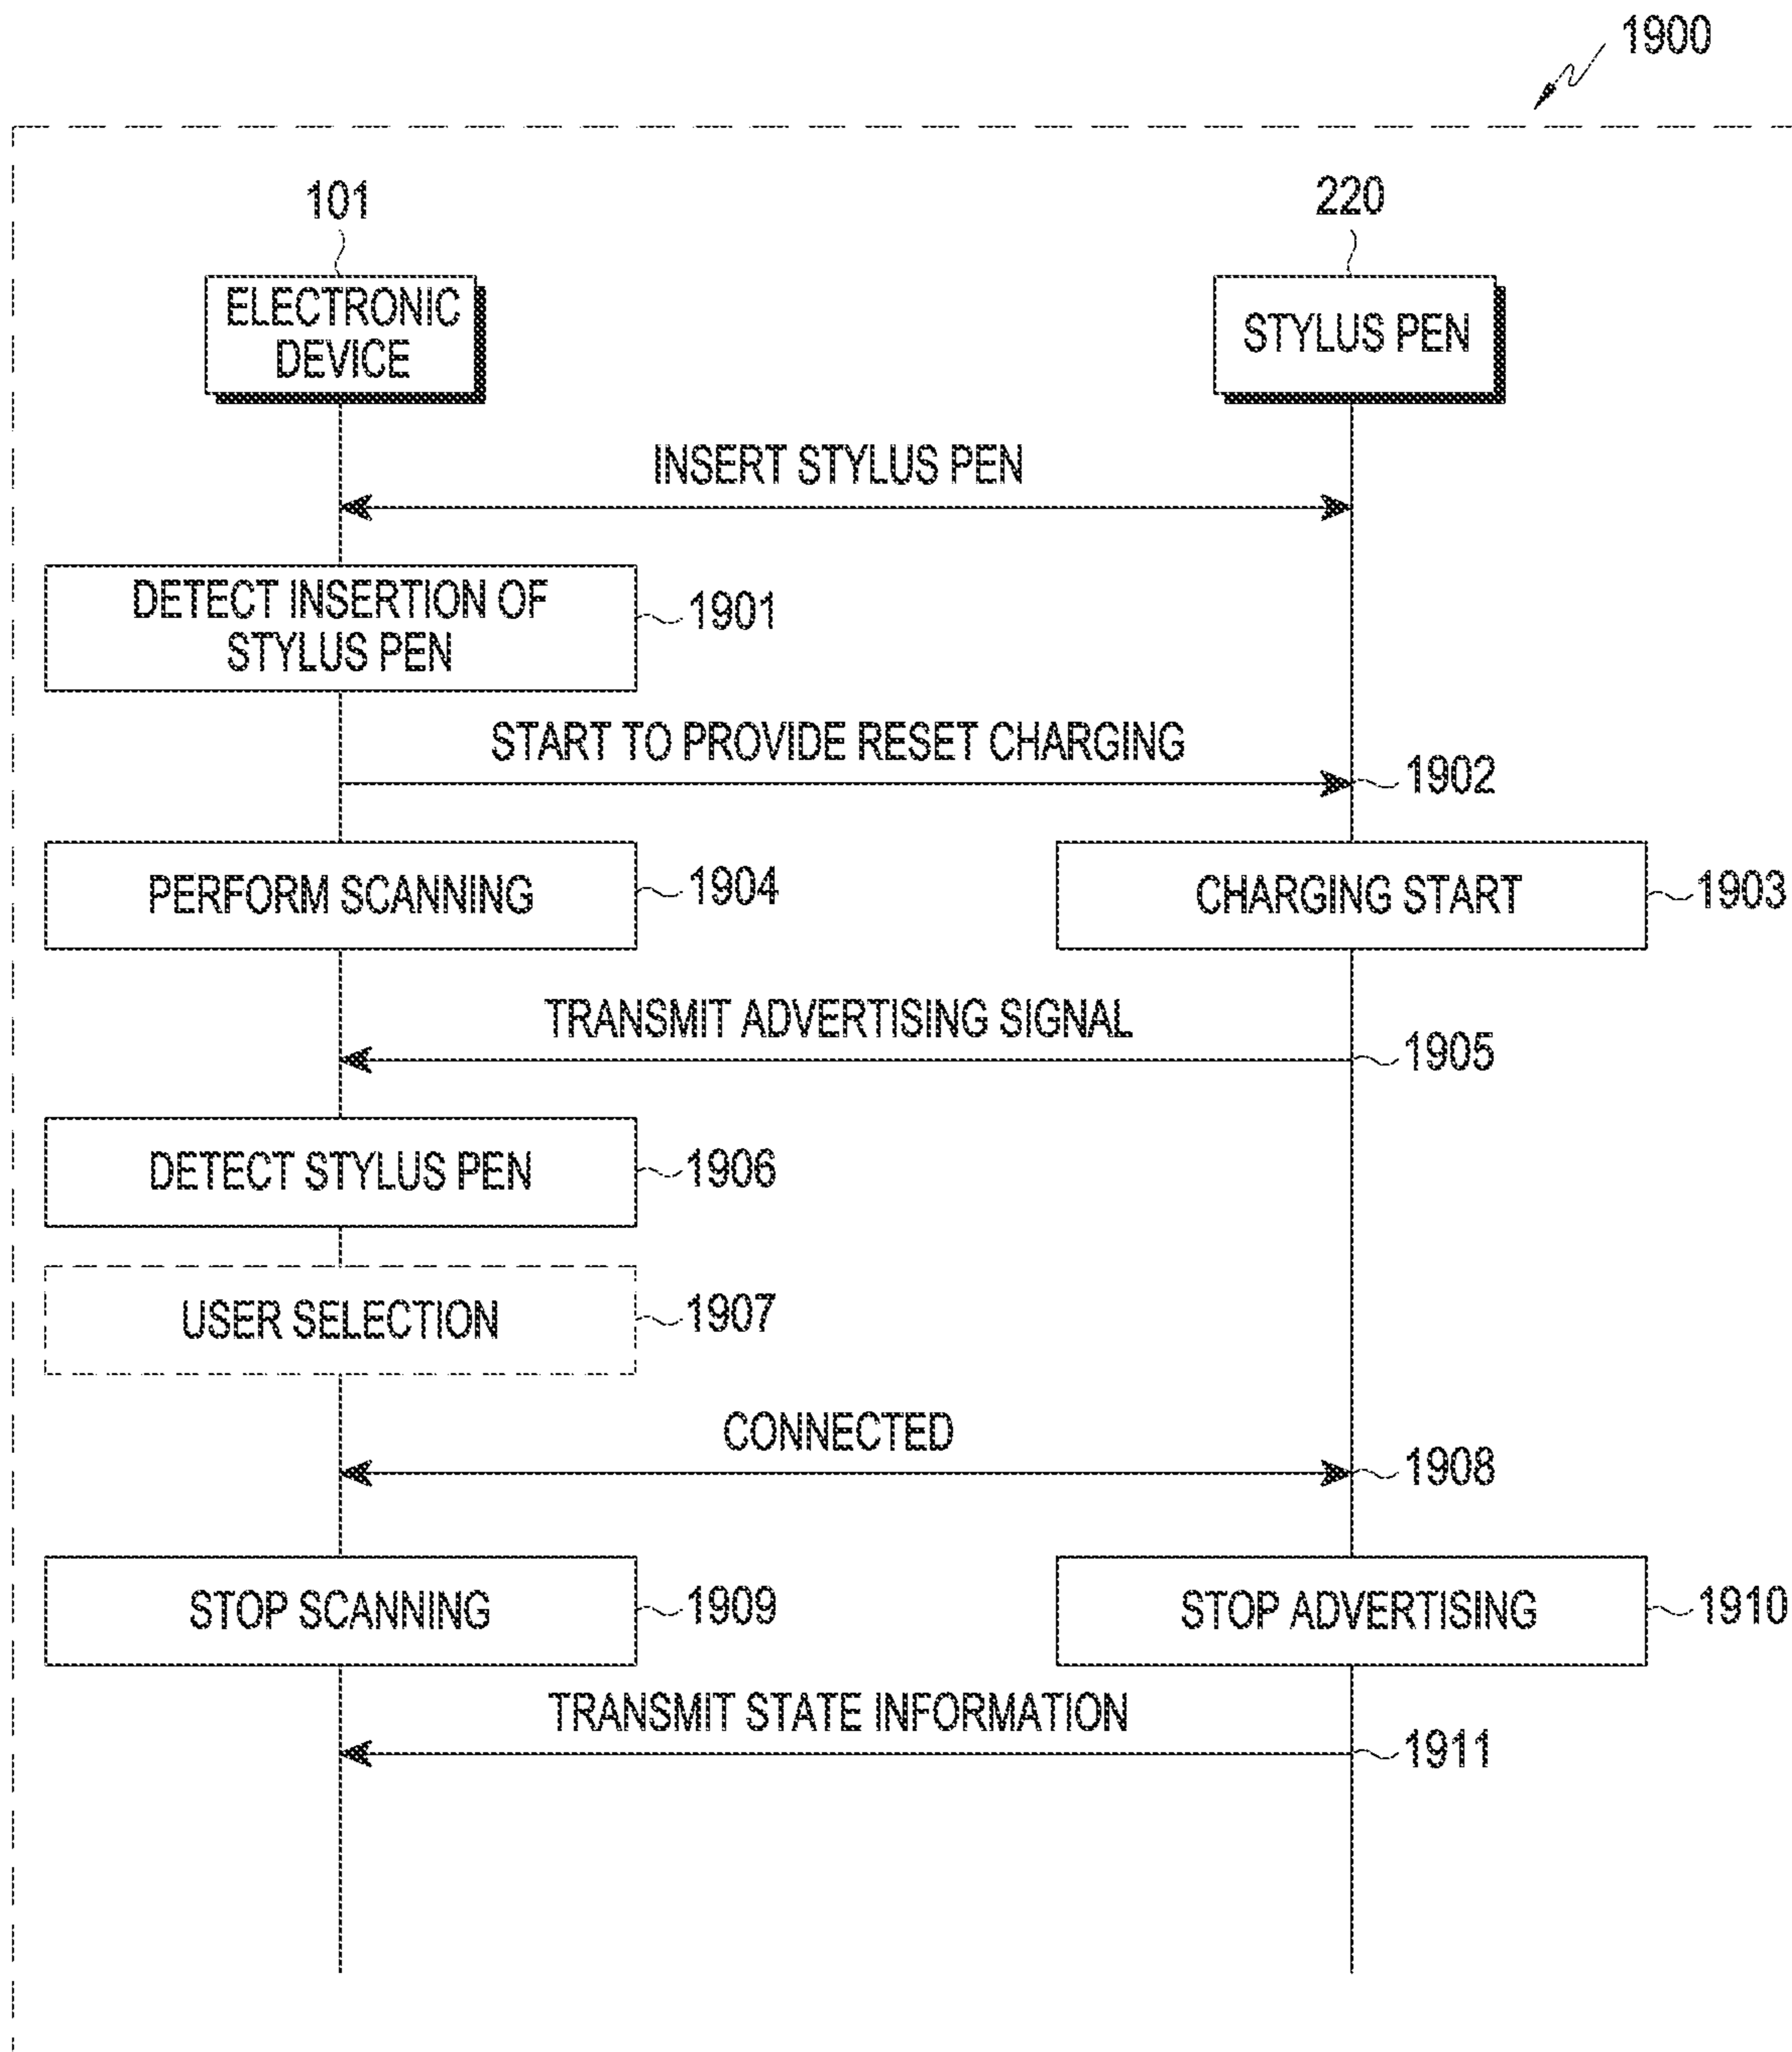 1900
101
220
ELECTRONIC
DEVICE
STYLUS PEN
INSERT STYLUS PEN
DETECT INSERTION OF
STYLUS PEN
1901
START TO PROVIDE RESET CHARGING
1902
PERFORM SCANNING
1904
CHARGING START
1903
TRANSMIT ADVERTISING SIGNAL
1905
DETECT STYLUS PEN
1906
USER SELECTION
1907
CONNECTED
1908
STOP SCANNING
1909
STOP ADVERTISING
1910
TRANSMIT STATE INFORMATION
1911